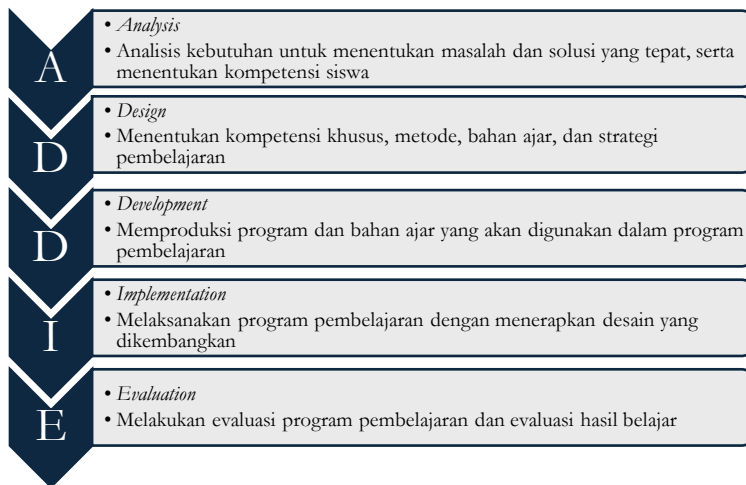 A
• Analysis
• Analisis kebutuhan untuk menentukan masalah dan solusi yang tepat, serta
menentukan kompetensi siswa
D
• Design
• Menentukan kompetensi khusus, metode, bahan ajar, dan strategi
pembelajaran
D
• Development
• Memproduksi program dan bahan ajar yang akan digunakan dalam program
pembelajaran
I
• Implementation
• Melaksanakan program pembelajaran dengan menerapkan desain yang
dikembangkan
E
• Evaluation
• Melakukan evaluasi program pembelajaran dan evaluasi hasil belajar